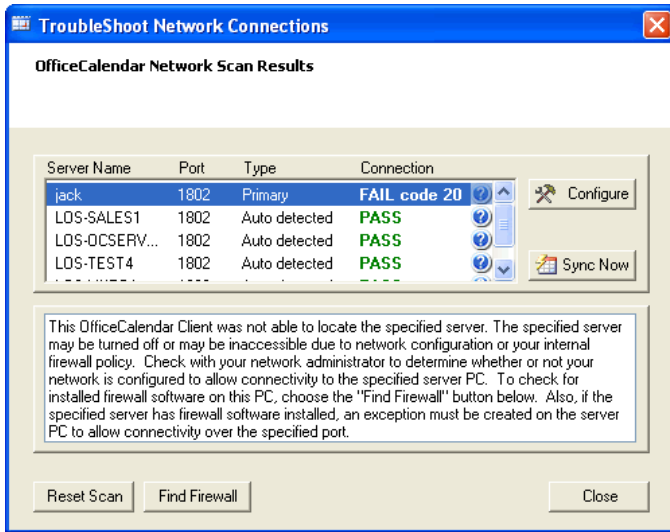 TroubleShoot Network Connections
OfficeCalendar Network Scan Results
Server Name Port Type Connection
jack 1802 Primary FAIL code 20
LOS-SALES1 1802 Auto detected PASS
LOS-OCSERV... 1802 Auto detected PASS
LOS-TEST4 1802 Auto detected PASS
Configure
Sync Now
This OfficeCalendar Client was not able to locate the specified server. The specified server
may be turned off or may be inaccessible due to network configuration or your internal
firewall policy. Check with your network administrator to determine whether or not your
network is configured to allow connectivity to the specified server PC. To check for
installed firewall software on this PC, choose the "Find Firewall" button below. Also, if the
specified server has firewall software installed, an exception must be created on the server
PC to allow connectivity over the specified port.
Reset Scan Find Firewall Close